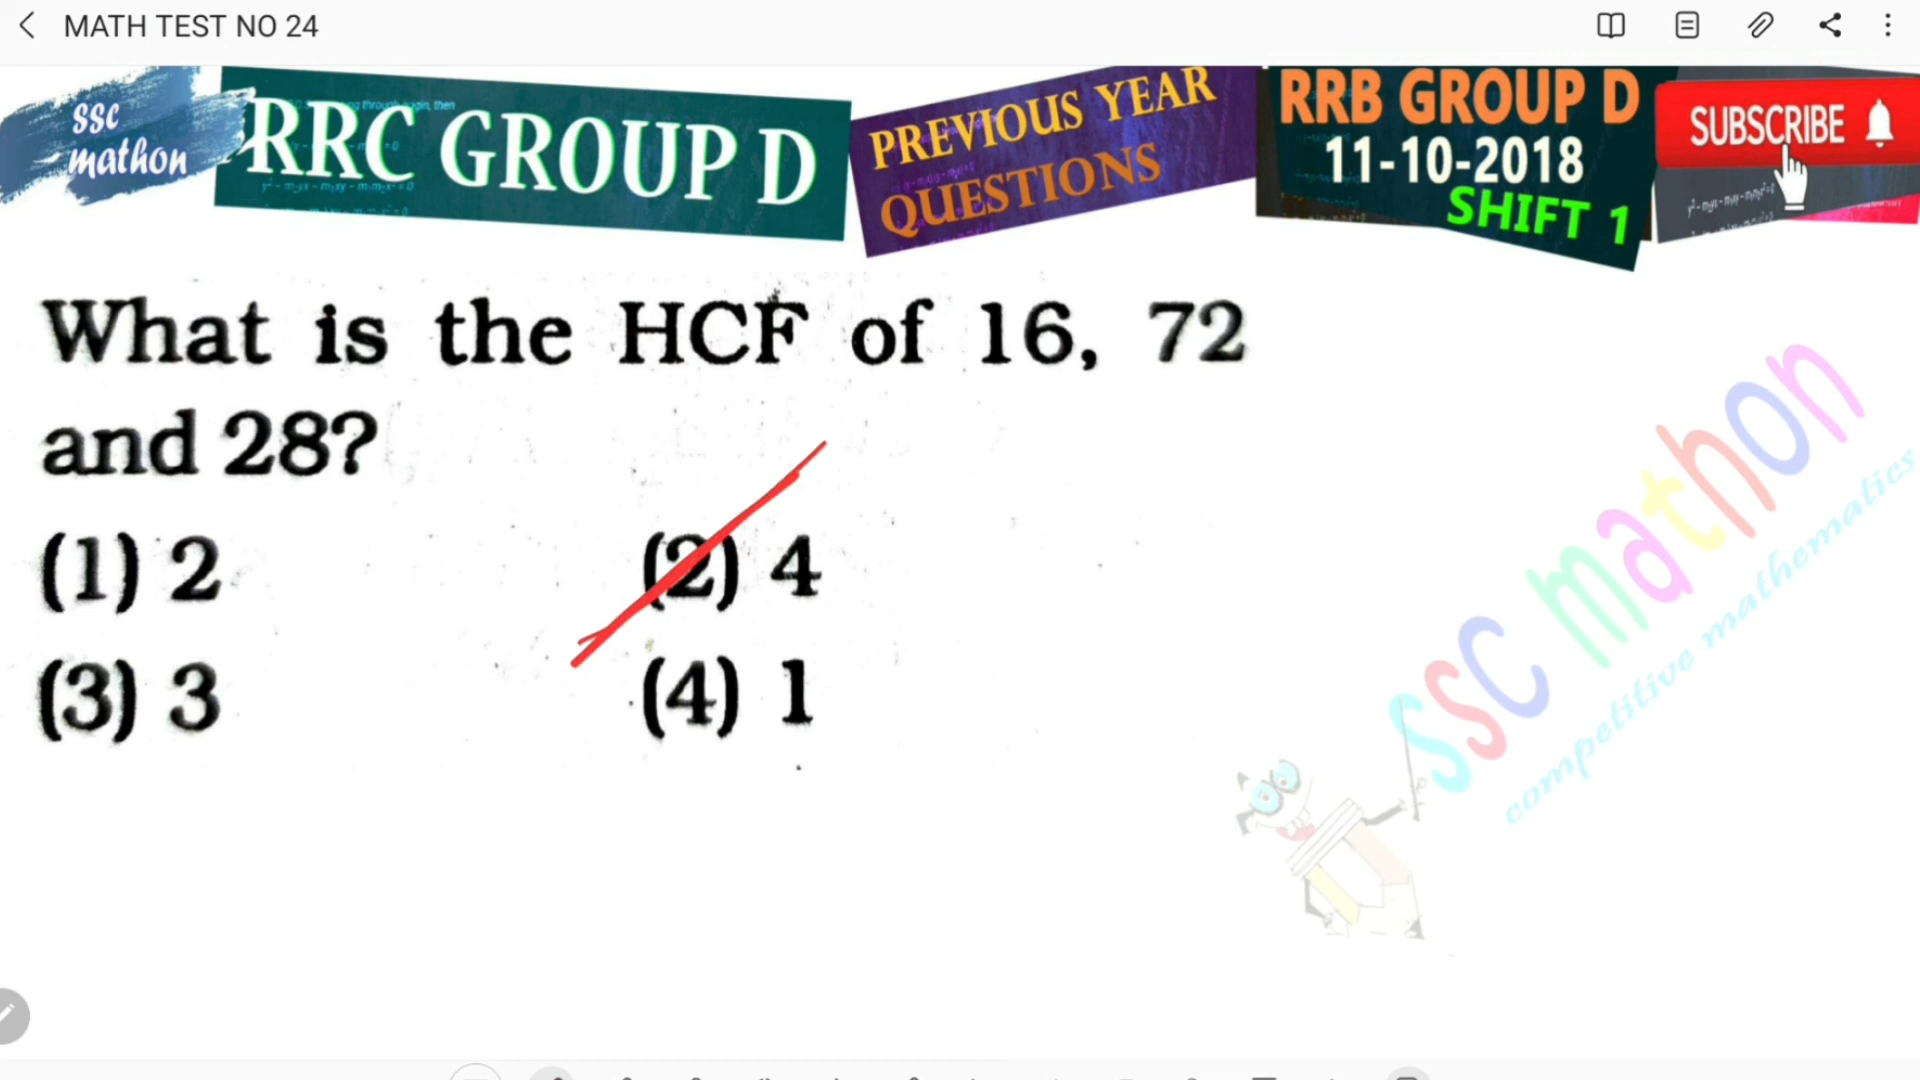 MATH TEST NO 24
ssc
mathon
RRC GROUP D
PREVIOUS YEAR
QUESTIONS
RRB GROUP D
11-10-2018
SHIFT 1
SUBSCRIBE
What is the HCF of 16, 72
and 28?
(1) 2
(2) 4
(3) 3
(4) 1
ssc mathon
competitive mathematics